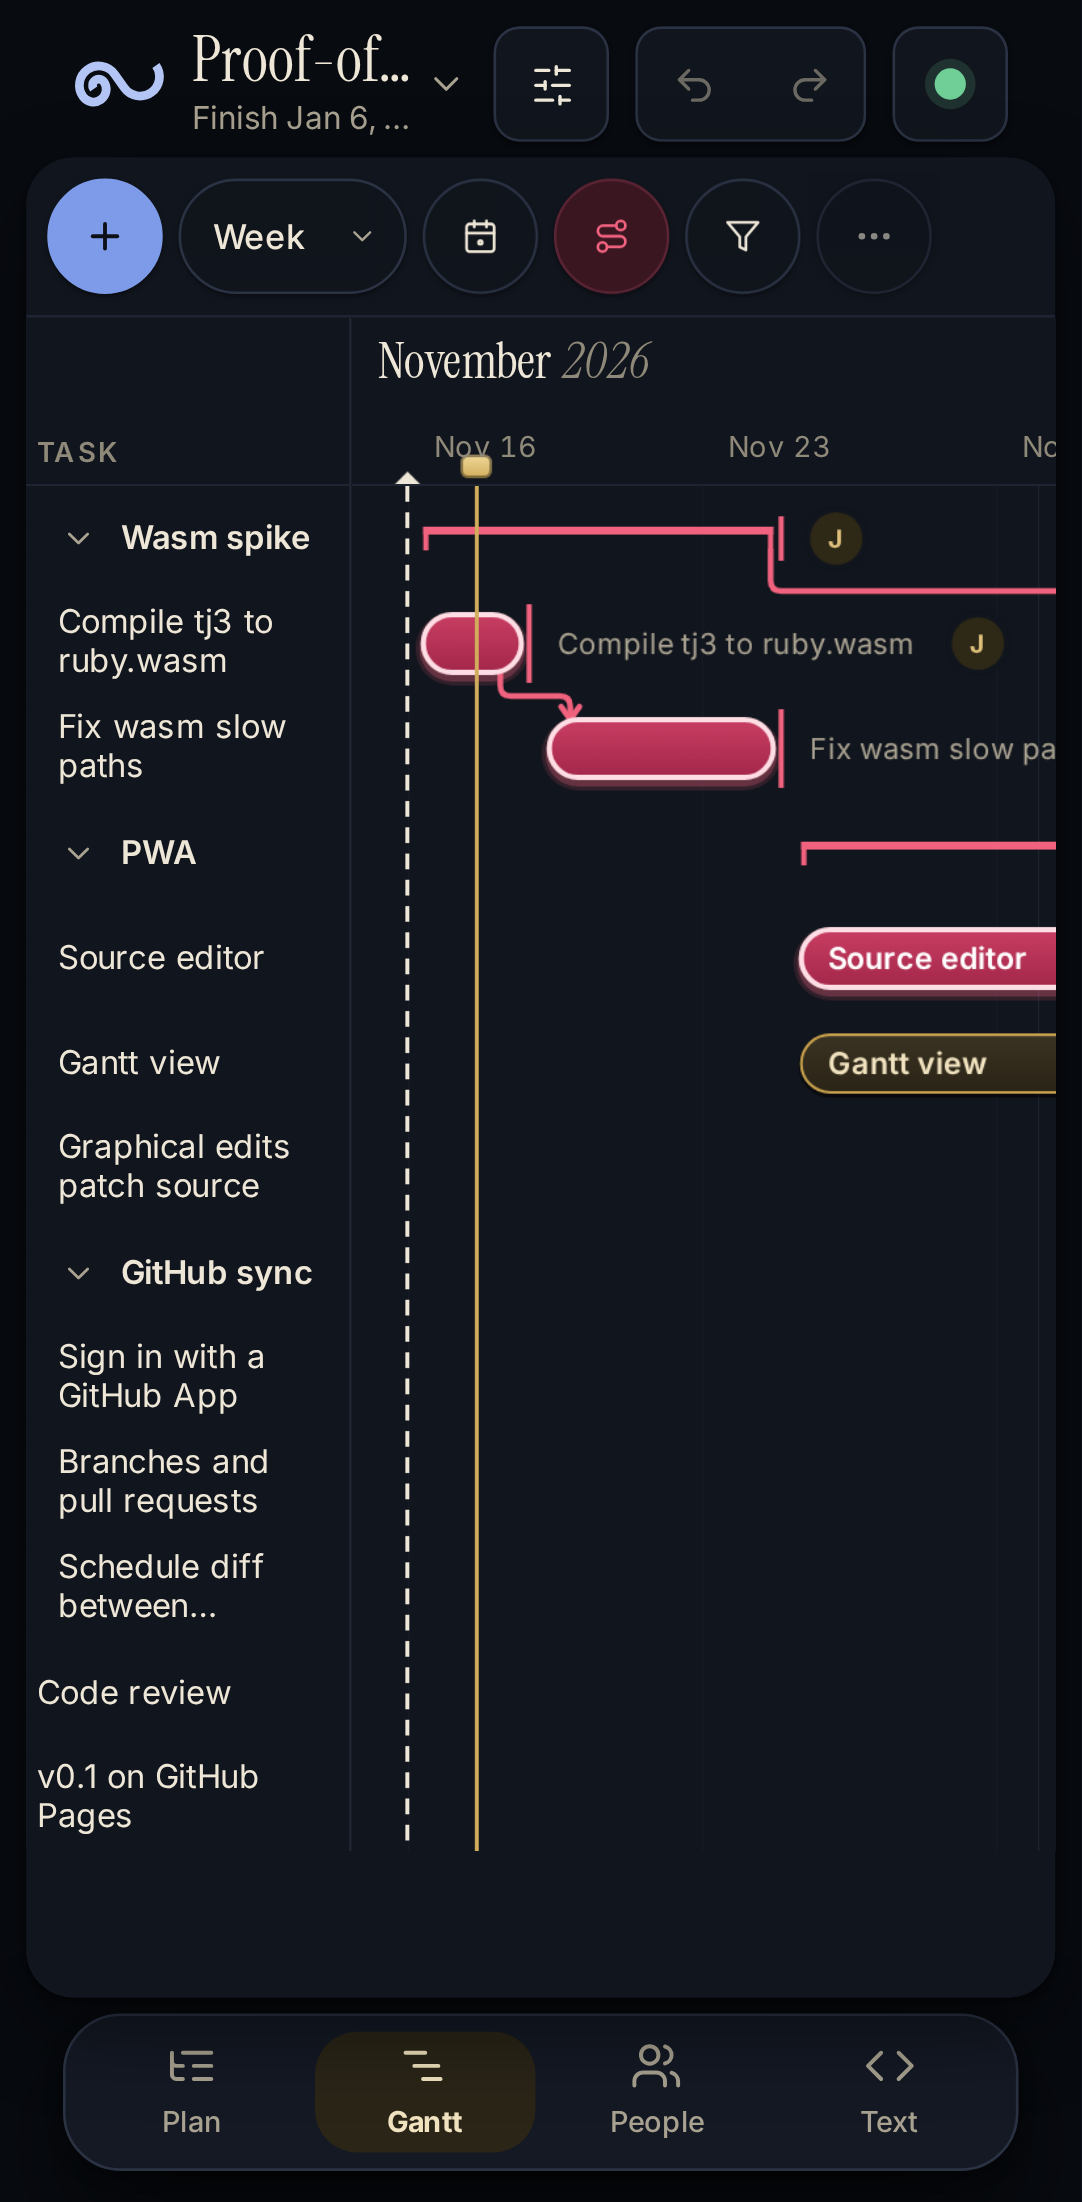 Proof-of...
Finish Jan 6, ...
Week
November 2026
TASK
Nov 16
Nov 23
No
Wasm spike
J
Compile tj3 to
ruby.wasm
Compile tj3 to ruby.wasm
J
Fix wasm slow
paths
Fix wasm slow pa
PWA
Source editor
Source editor
Gantt view
Gantt view
Graphical edits
patch source
GitHub sync
Sign in with a
GitHub App
Branches and
pull requests
Schedule diff
between...
Code review
v0.1 on GitHub
Pages
Plan
Gantt
People
Text